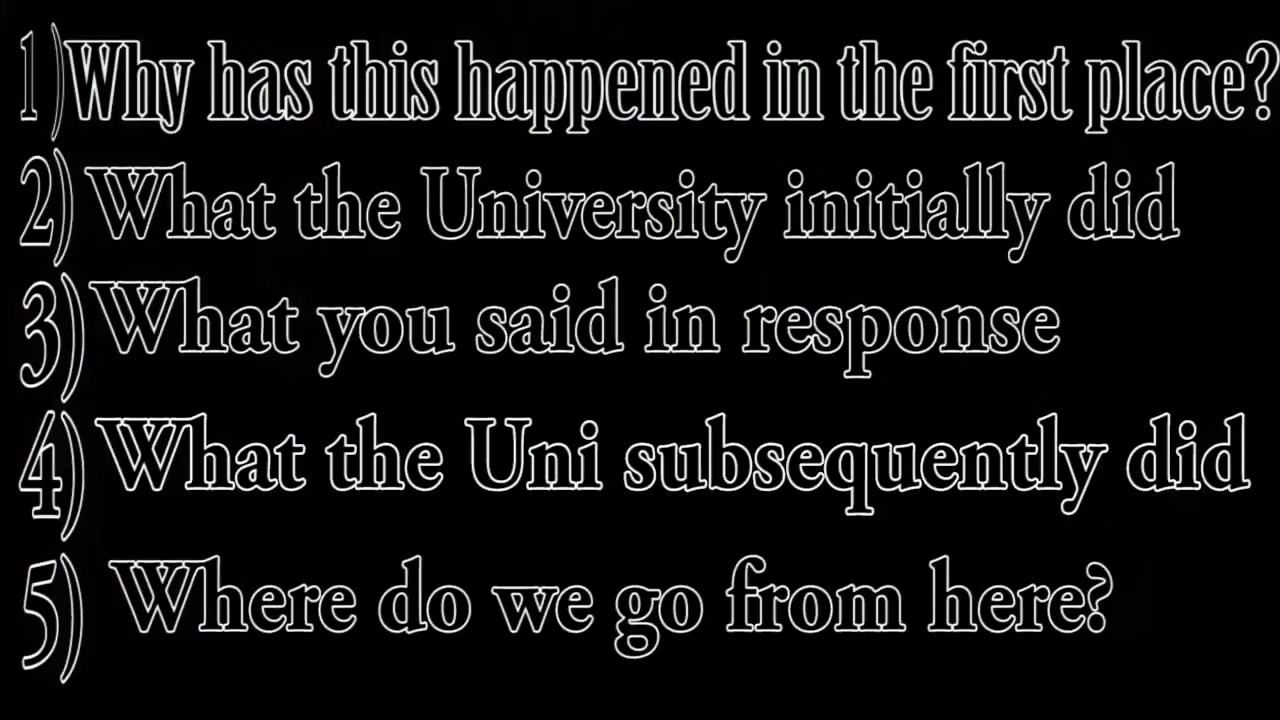 1)Why has this happened in the first place?
2) What the University initially did
3) What you said in response
4) What the Uni subsequently did
5) Where do we go from here?